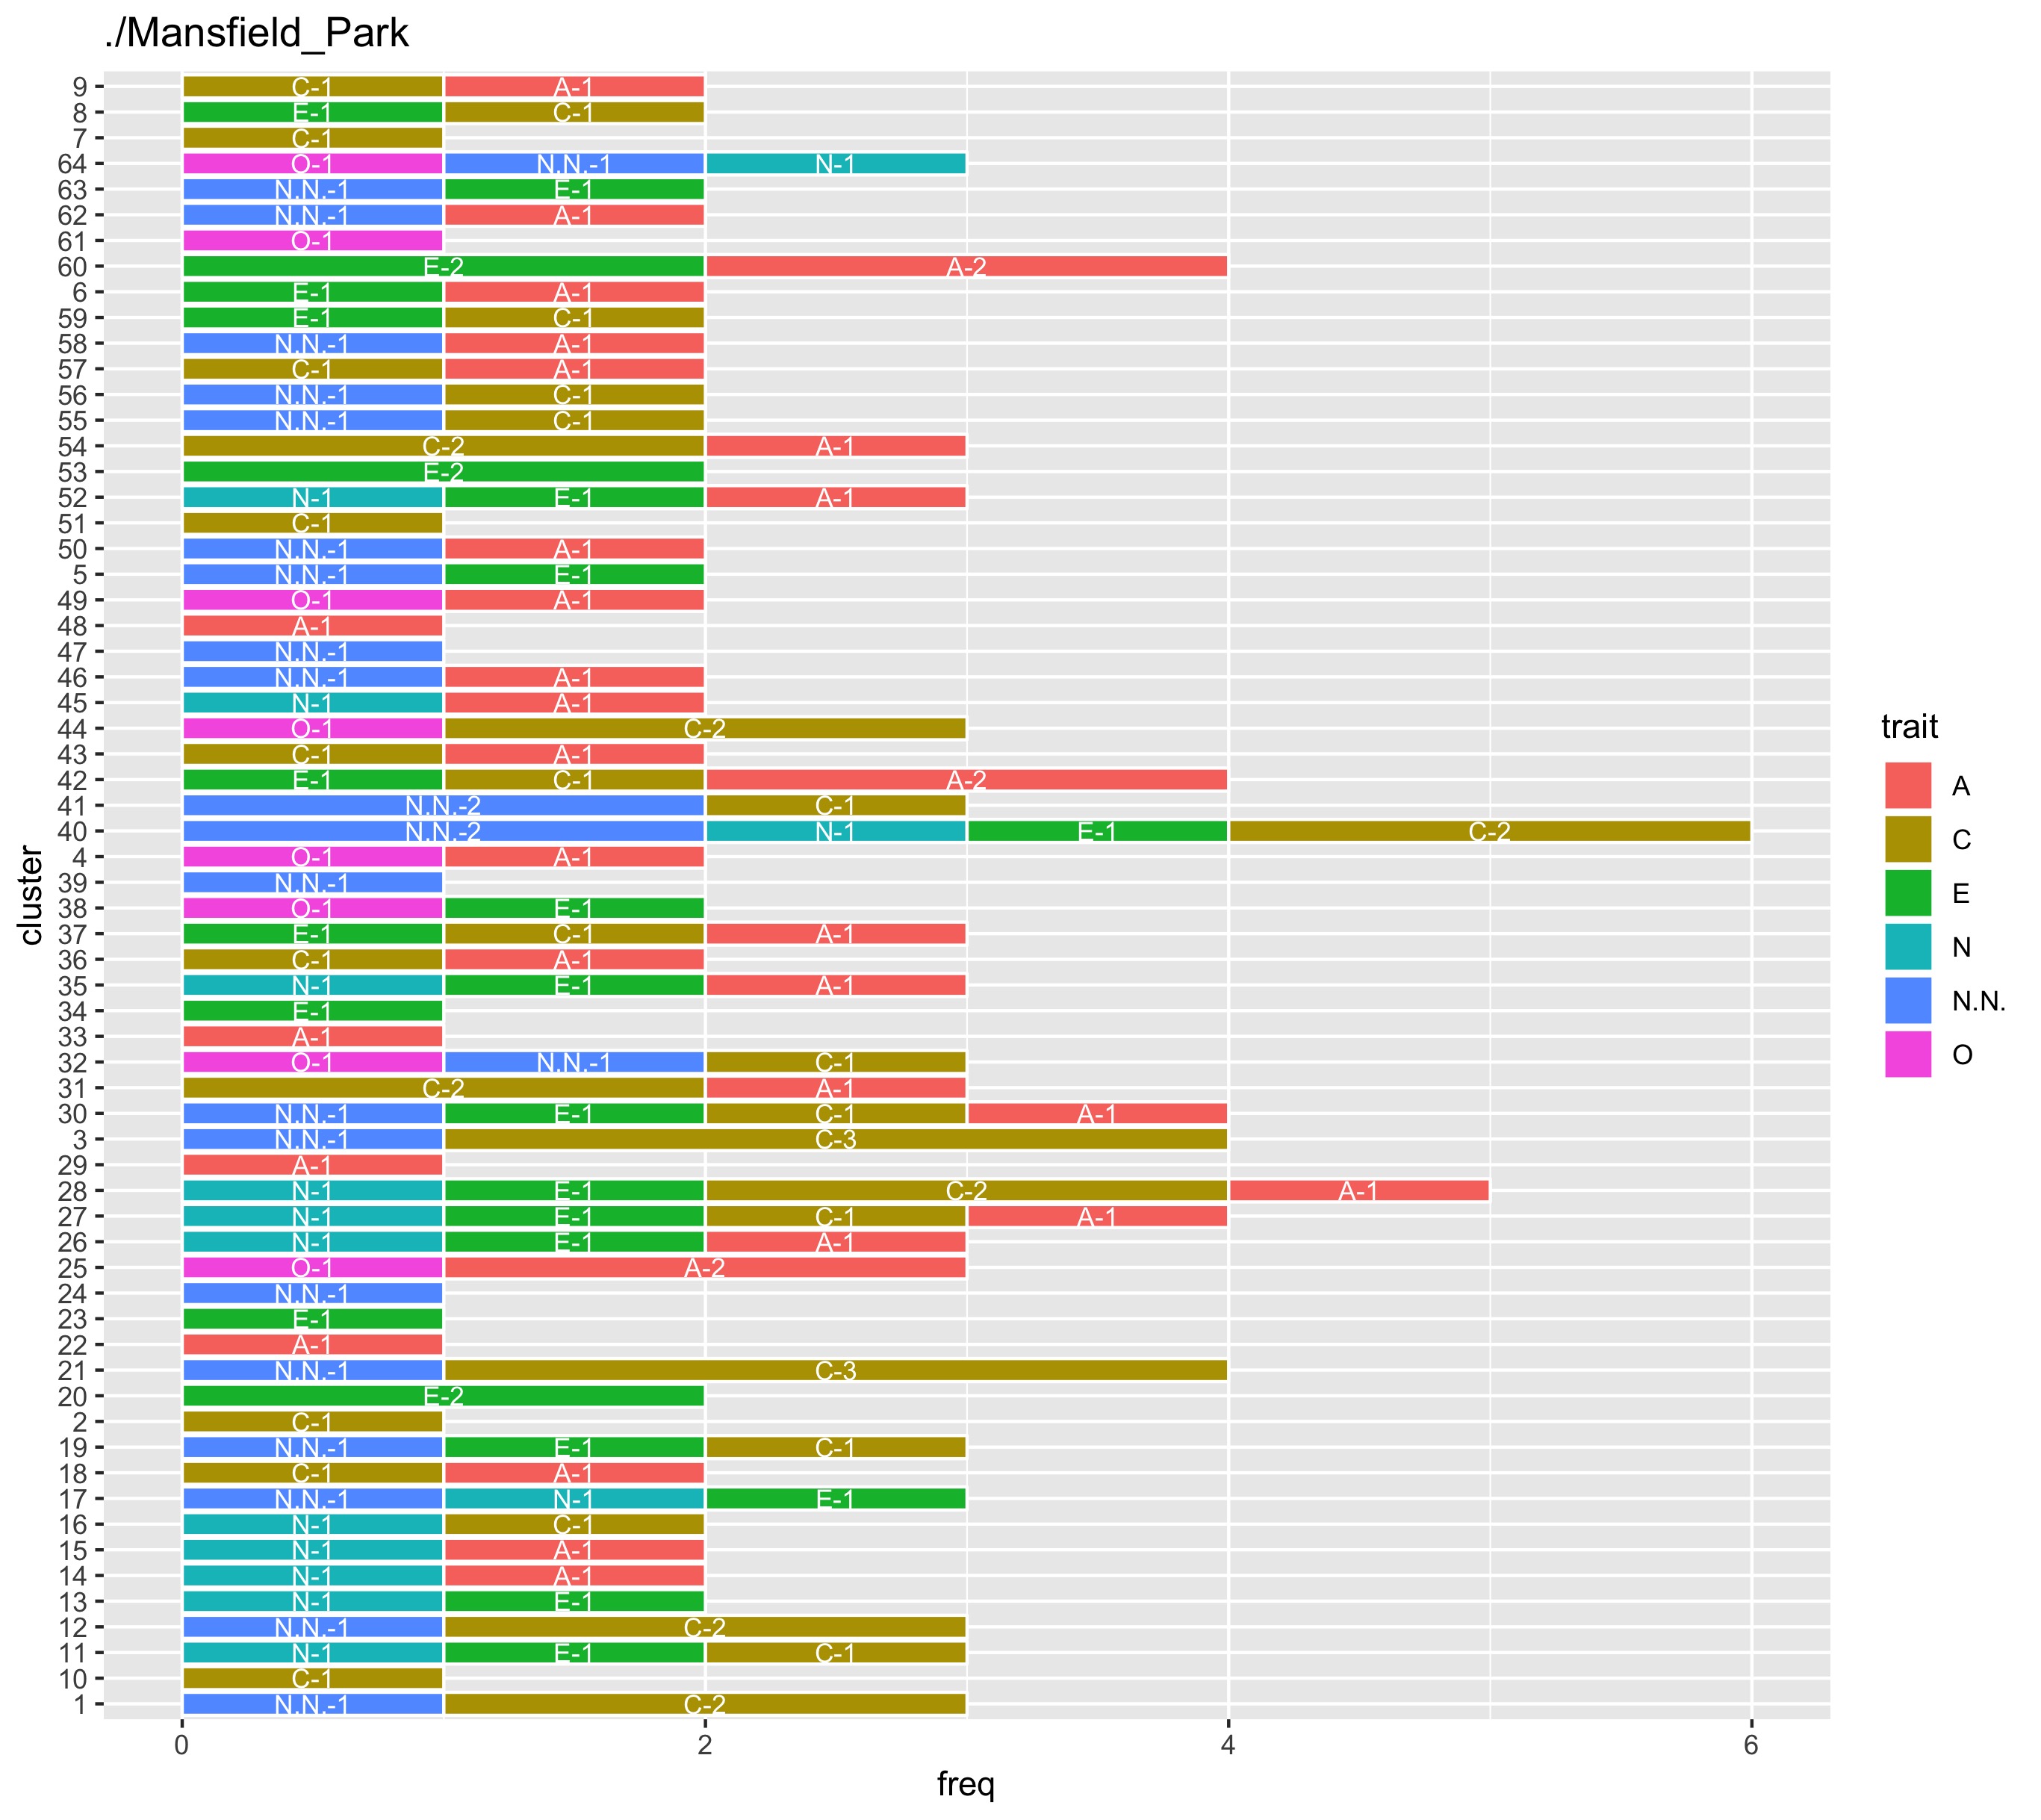 ./Mansfield_Park
9 C-1 A-1
8 E-1 C-1
7 C-1
64 O-1 N.N.-1 N-1
63 N.N.-1 E-1
62 N.N.-1 A-1
61 O-1
60 E-2 A-2
6 E-1 A-1
59 E-1 C-1
58 N.N.-1 A-1
57 C-1 A-1
56 N.N.-1 C-1
55 N.N.-1 C-1
54 C-2 A-1
53 E-2
52 N-1 E-1 A-1
51 C-1
50 N.N.-1 A-1
5 N.N.-1 E-1
49 O-1 A-1
48 A-1
47 N.N.-1
46 N.N.-1 A-1
45 N-1 A-1
44 O-1 C-2
43 C-1 A-1
42 E-1 C-1 A-2
41 N.N.-2 C-1
40 N.N.-2 N-1 E-1 C-2
4 O-1 A-1
39 N.N.-1
38 O-1 E-1
37 E-1 C-1 A-1
36 C-1 A-1
35 N-1 E-1 A-1
34 E-1
33 A-1
32 O-1 N.N.-1 C-1
31 C-2 A-1
30 N.N.-1 E-1 C-1 A-1
3 N.N.-1 C-3
29 A-1
28 N-1 E-1 C-2 A-1
27 N-1 E-1 C-1 A-1
26 N-1 E-1 A-1
25 O-1 A-2
24 N.N.-1
23 E-1
22 A-1
21 N.N.-1 C-3
20 E-2
2 C-1
19 N.N.-1 E-1 C-1
18 C-1 A-1
17 N.N.-1 N-1 E-1
16 N-1 C-1
15 N-1 A-1
14 N-1 A-1
13 N-1 E-1
12 N.N.-1 C-2
11 N-1 E-1 C-1
10 C-1
1 N.N.-1 C-2
0 2 4 6
freq
cluster
trait
A
C
E
N
N.N.
O